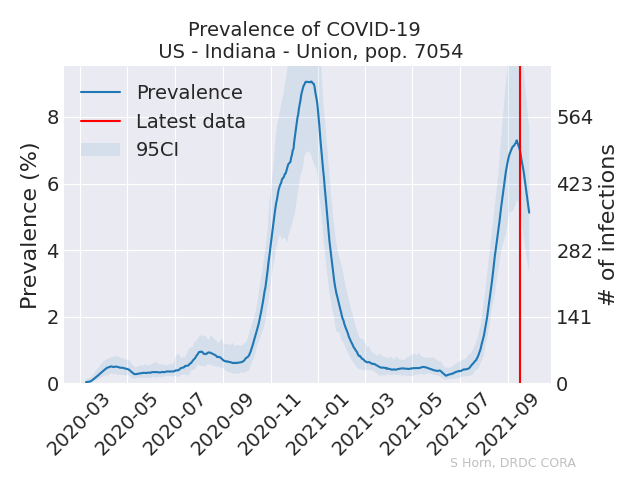 Prevalence of COVID-19
US - Indiana - Union, pop. 7054
Prevalence
Latest data
95CI
Prevalence (%)
8
6
4
2
0
564
423
282
141
0
# of infections
2020-03
2020-05
2020-07
2020-09
2020-11
2021-01
2021-03
2021-05
2021-07
2021-09
S Horn, DRDC CORA